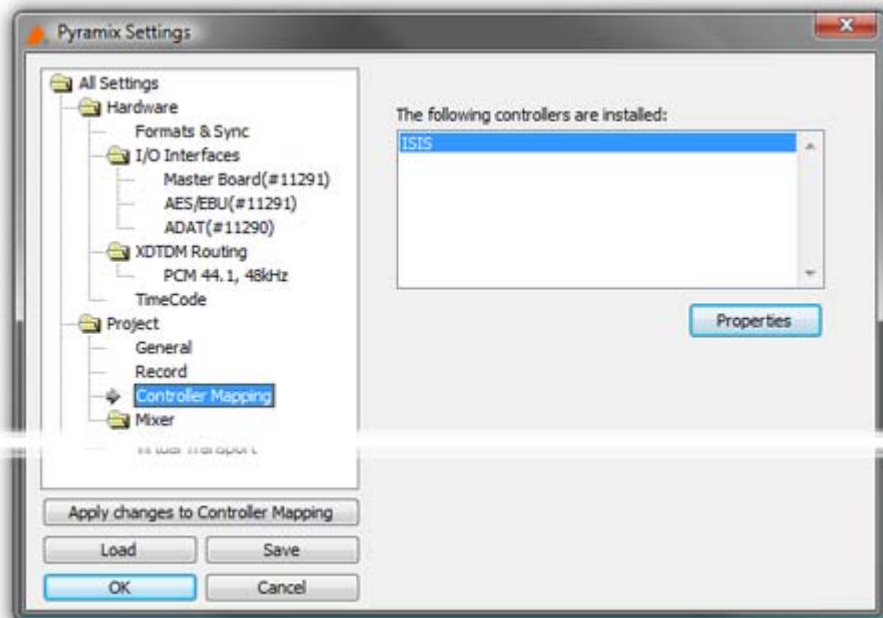 Pyramix Settings
All Settings
Hardware
Formats & Sync
I/O Interfaces
Master Board(#11291)
AES/EBU(#11291)
ADAT(#11290)
XDTDM Routing
PCM 44.1, 48kHz
TimeCode
Project
General
Record
Controller Mapping
Mixer
Virtual Transport
Apply changes to Controller Mapping
Load
Save
OK
Cancel
The following controllers are installed:
ISIS
Properties